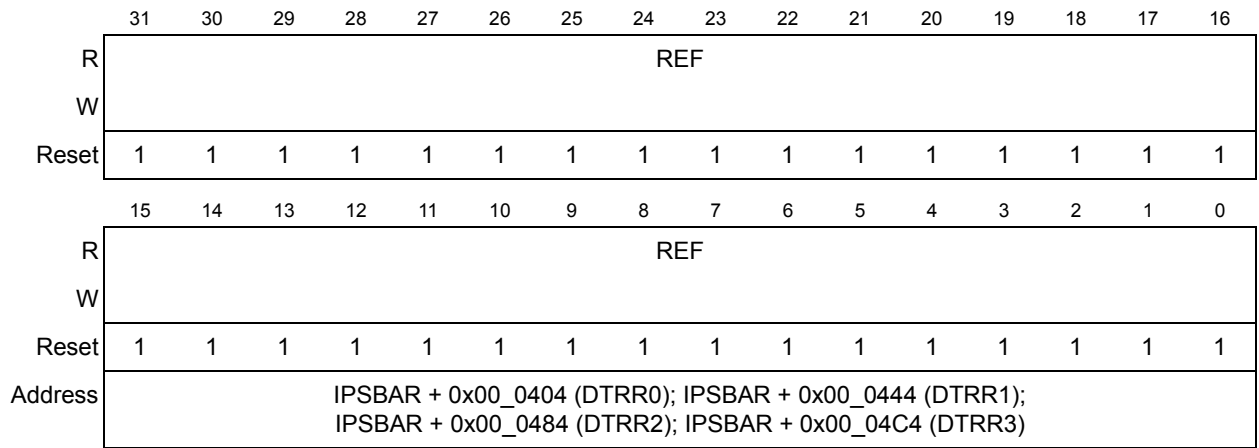 31 30 29 28 27 26 25 24 23 22 21 20 19 18 17 16
R REF
W
Reset 1 1 1 1 1 1 1 1 1 1 1 1 1 1 1 1
15 14 13 12 11 10 9 8 7 6 5 4 3 2 1 0
R REF
W
Reset 1 1 1 1 1 1 1 1 1 1 1 1 1 1 1 1
Address IPSBAR + 0x00_0404 (DTRR0); IPSBAR + 0x00_0444 (DTRR1);
IPSBAR + 0x00_0484 (DTRR2); IPSBAR + 0x00_04C4 (DTRR3)